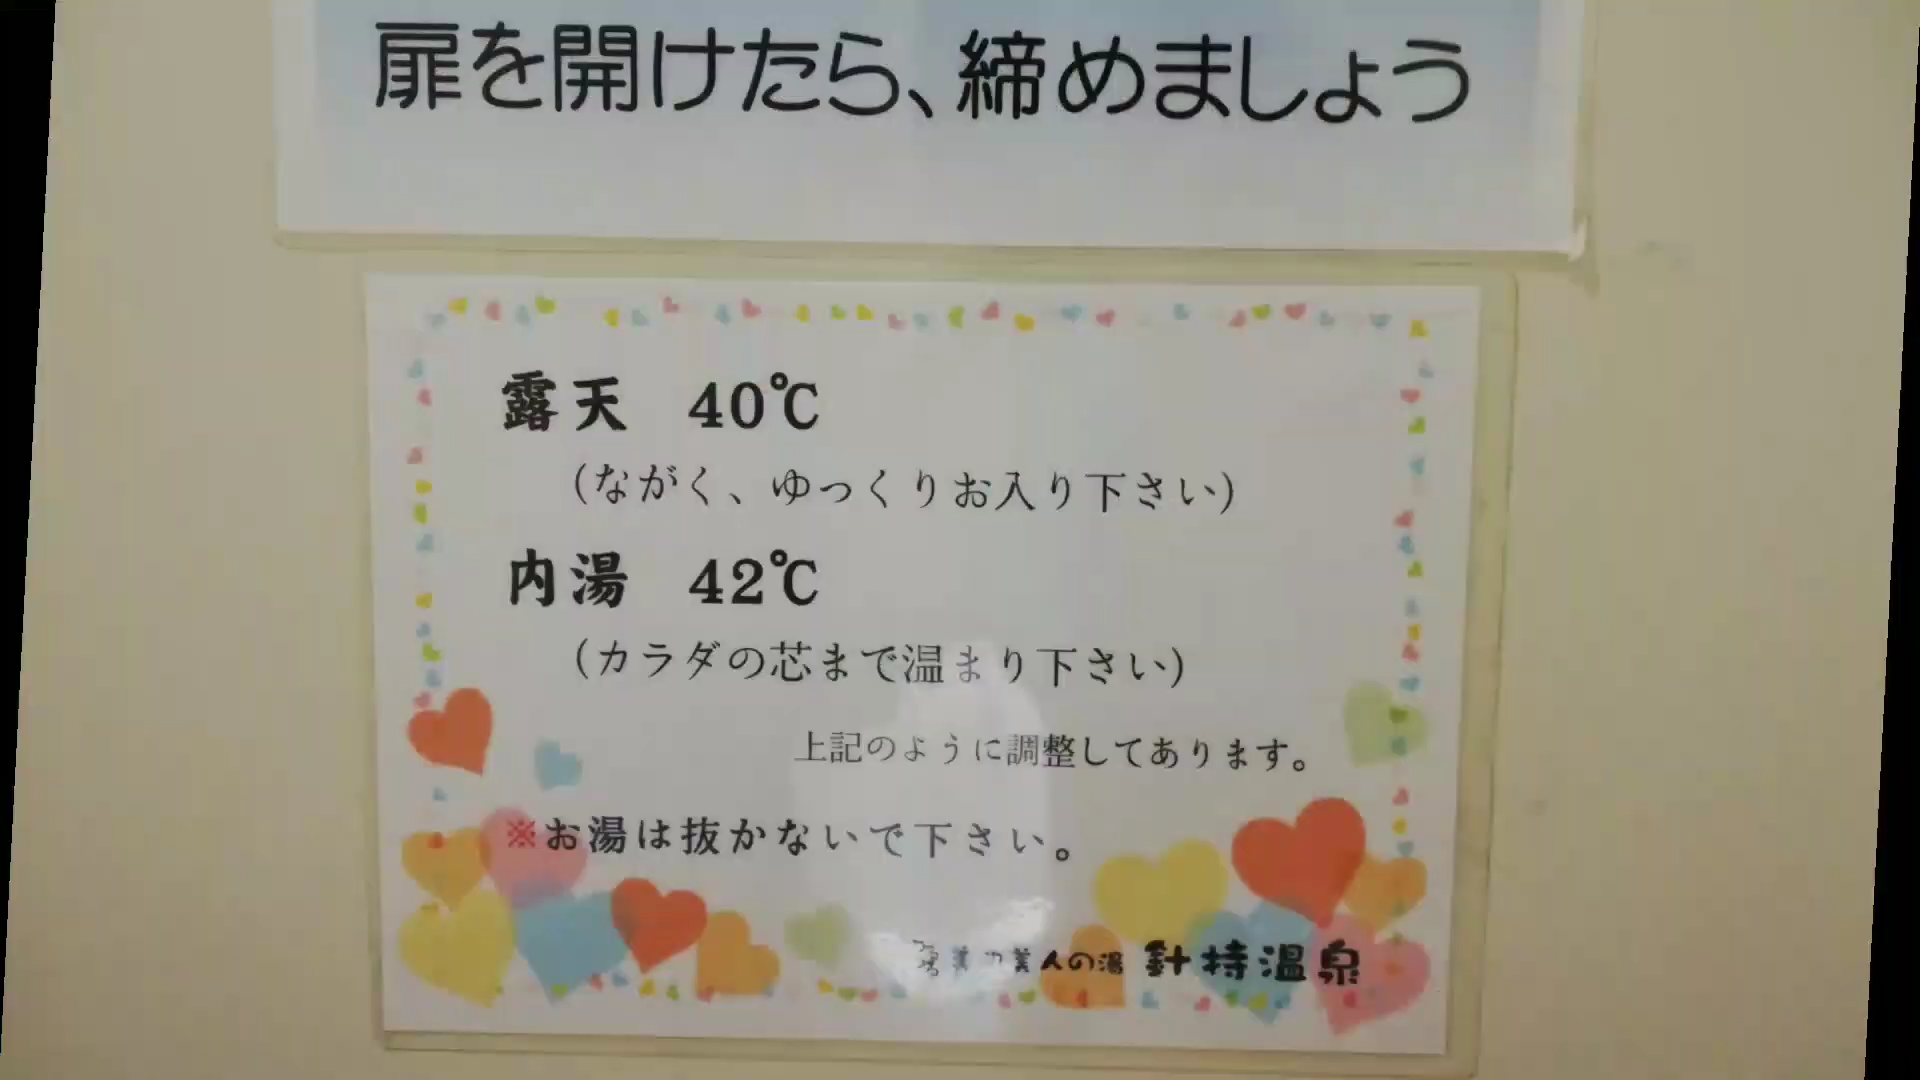 扉を開けたら、締めましょう
露天 40℃
(ながく、ゆっくりお入り下さい)
内湯 42℃
(カラダの芯まで温まり下さい)
上記のように調整してあります。
※お湯は抜かないで下さい。
美人の湯 針持温泉